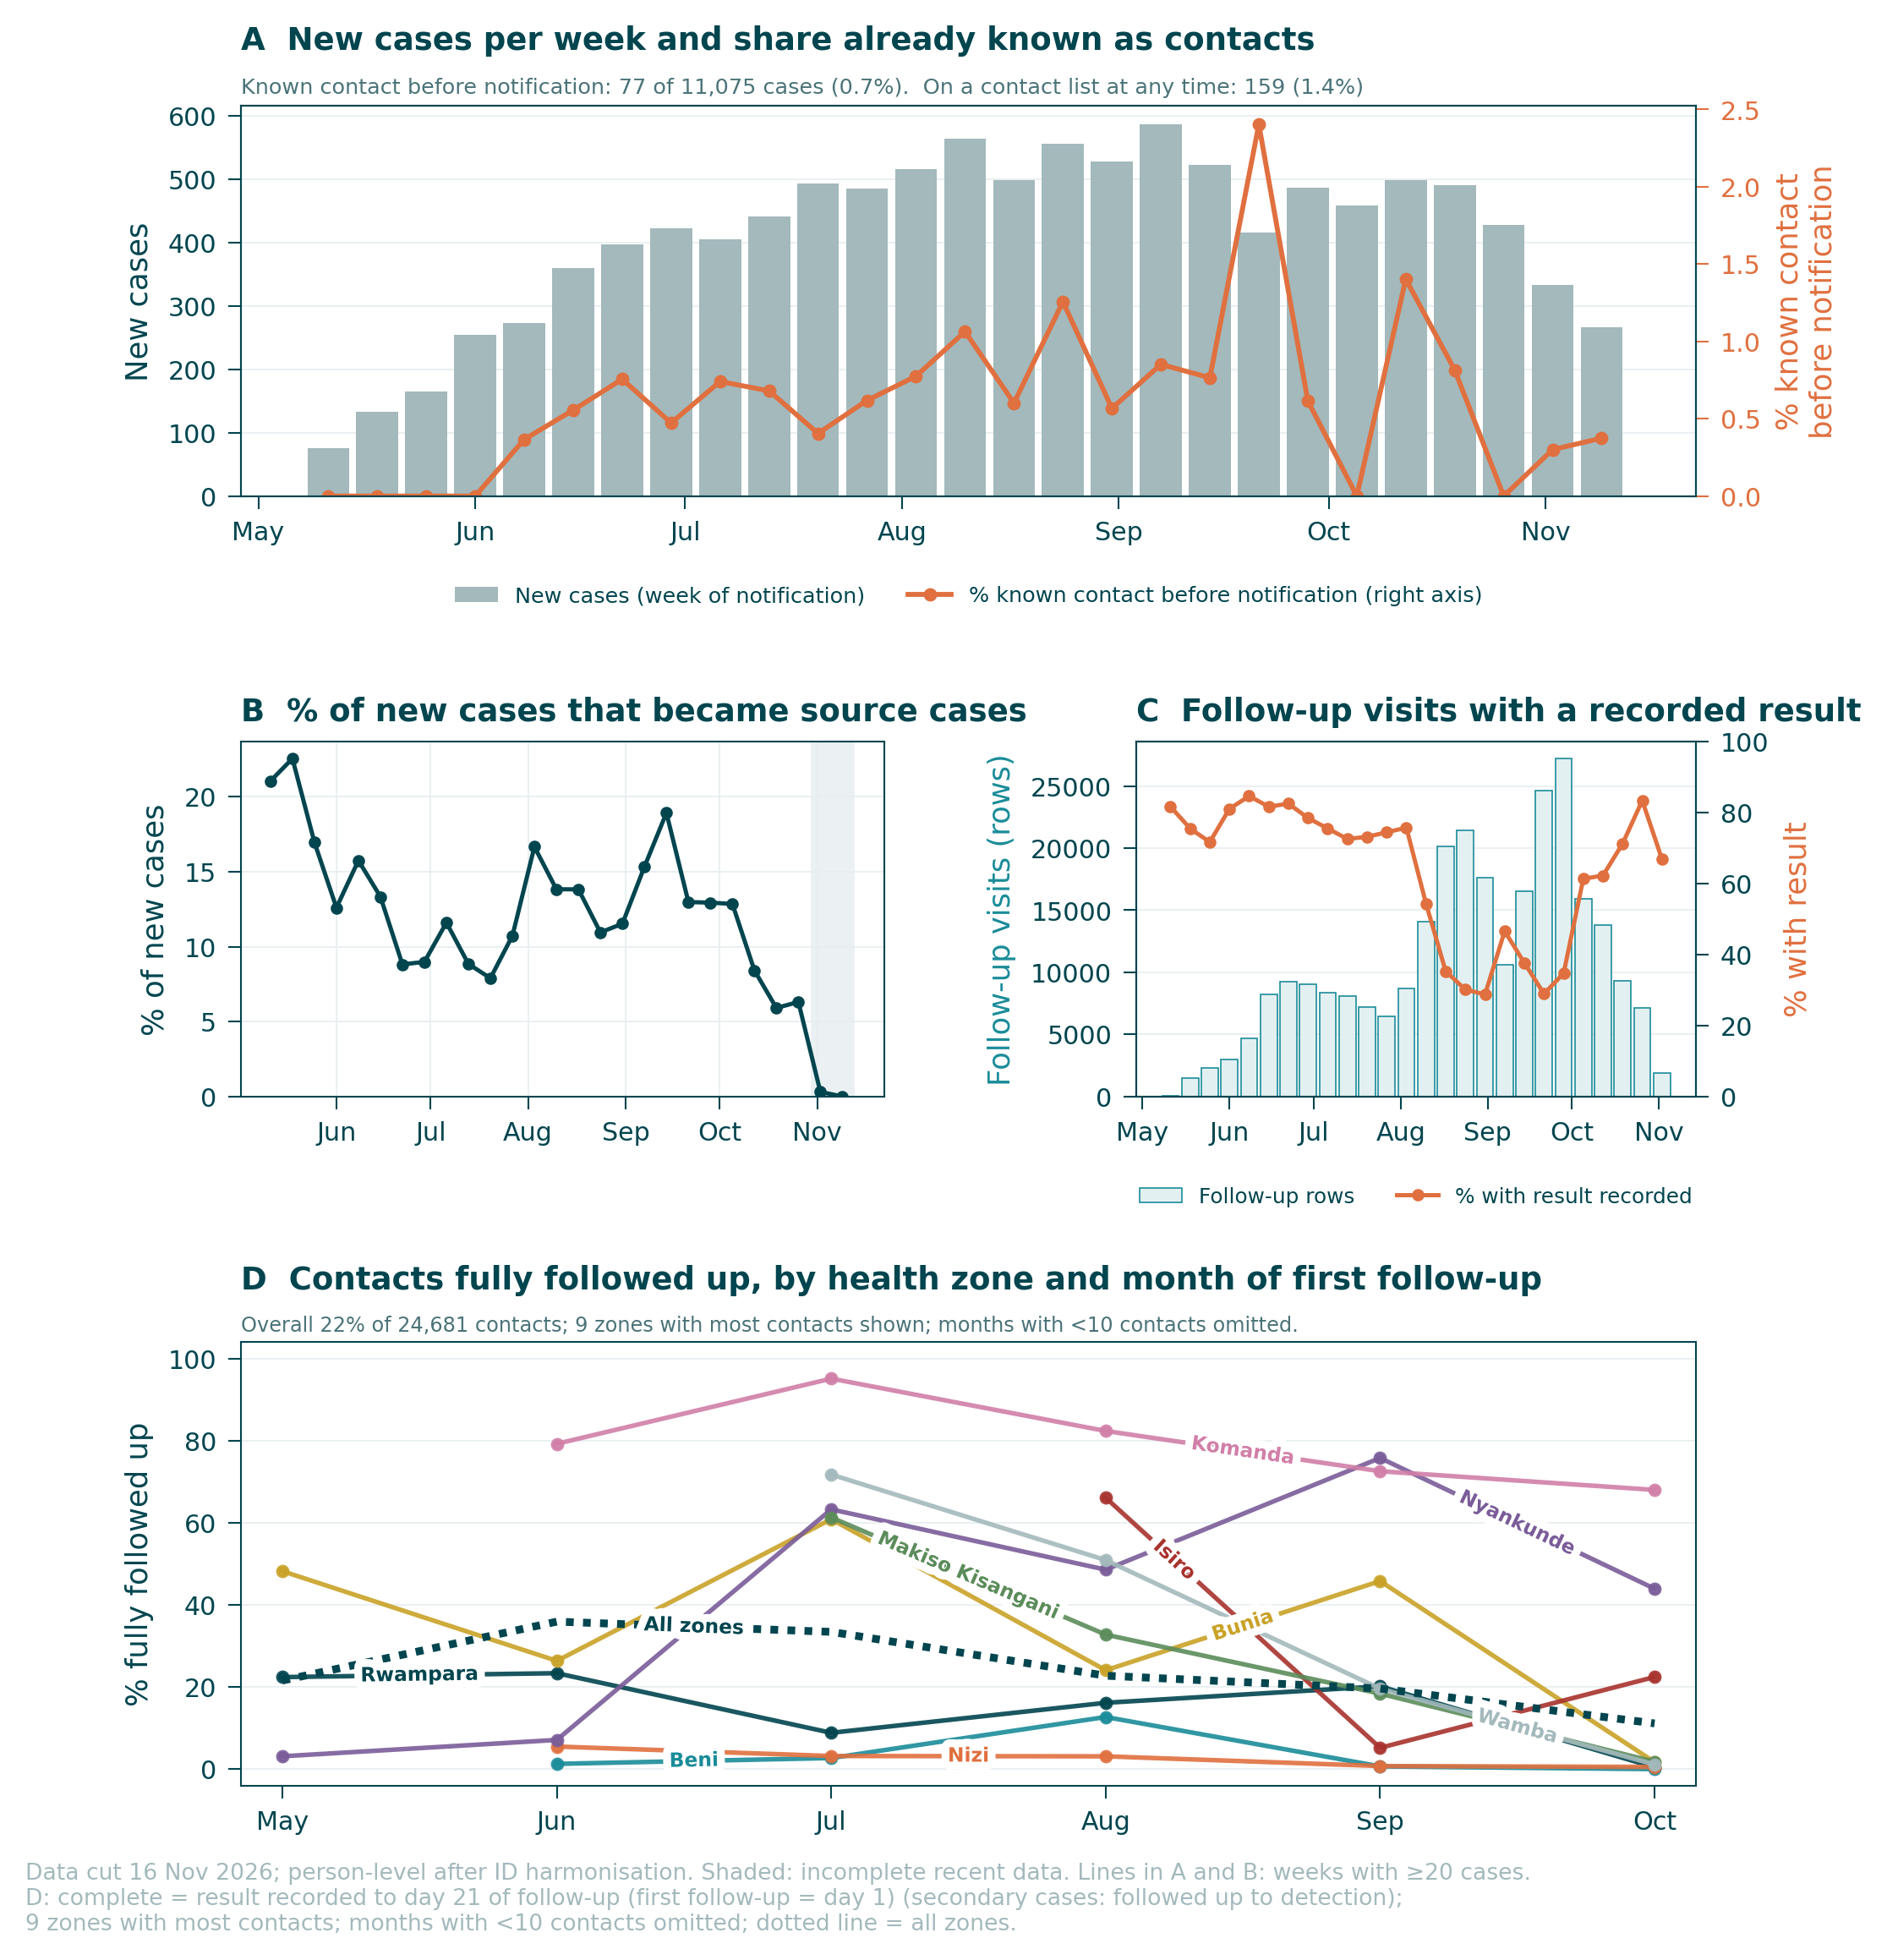 A  New cases per week and share already known as contacts
Known contact before notification: 77 of 11,075 cases (0.7%).  On a contact list at any time: 159 (1.4%)
New cases
600
500
400
300
200
100
0
2.5
2.0
1.5
1.0
0.5
0.0
% known contact
before notification
May Jun Jul Aug Sep Oct Nov
New cases (week of notification)
% known contact before notification (right axis)
B  % of new cases that became source cases
% of new cases
20
15
10
5
0
Jun Jul Aug Sep Oct Nov
C  Follow-up visits with a recorded result
Follow-up visits (rows)
25000
20000
15000
10000
5000
0
100
80
60
40
20
0
% with result
May Jun Jul Aug Sep Oct Nov
Follow-up rows
% with result recorded
D  Contacts fully followed up, by health zone and month of first follow-up
Overall 22% of 24,681 contacts; 9 zones with most contacts shown; months with <10 contacts omitted.
% fully followed up
100
80
60
40
20
0
Komanda
Nyankunde
Isiro
Makiso Kisangani
Bunia
All zones
Rwampara
Wamba
Beni
Nizi
May Jun Jul Aug Sep Oct
Data cut 16 Nov 2026; person-level after ID harmonisation. Shaded: incomplete recent data. Lines in A and B: weeks with ≥20 cases.
D: complete = result recorded to day 21 of follow-up (first follow-up = day 1) (secondary cases: followed up to detection);
9 zones with most contacts; months with <10 contacts omitted; dotted line = all zones.